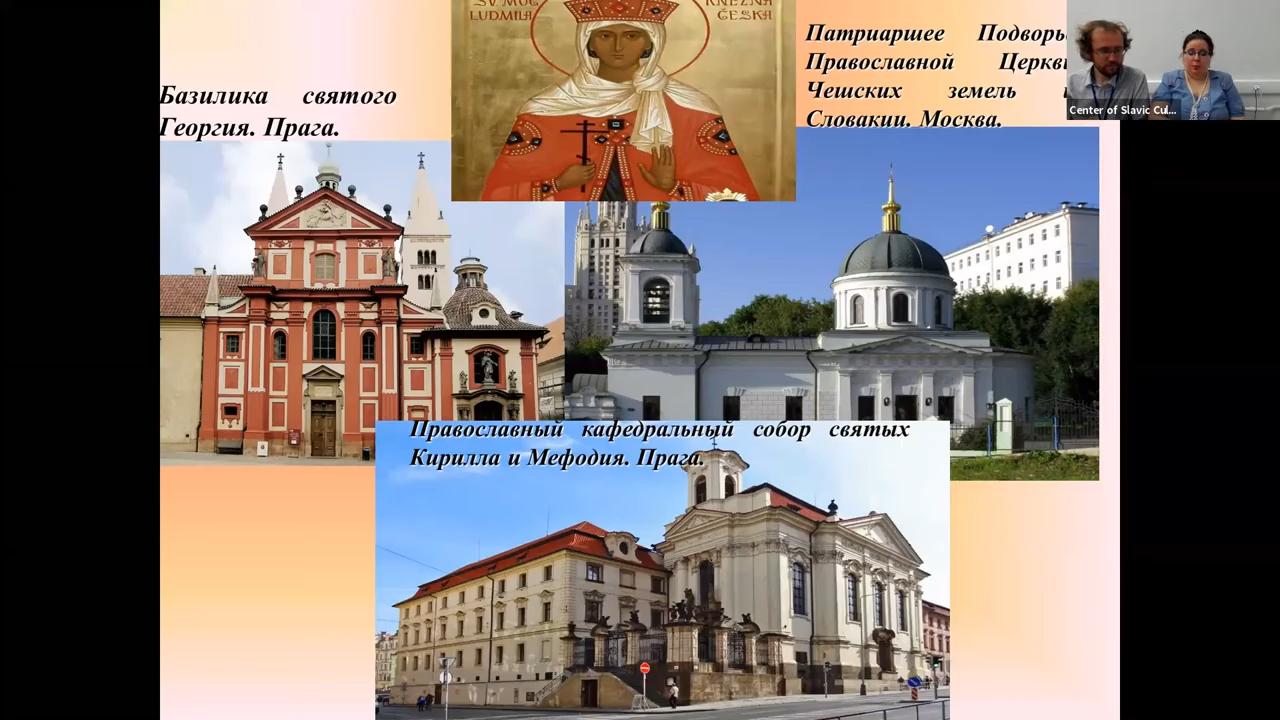 SV. MUČ
LUDMILA
KNĚŽNA
ČESKÁ
Базилика святого
Георгия. Прага.
Патриаршее Подворь
Православной Церкв
Чешских земель
Словакии. Москва.
Center of Slavic Cul...
Православный кафедральный собор святых
Кирилла и Мефодия. Прага.